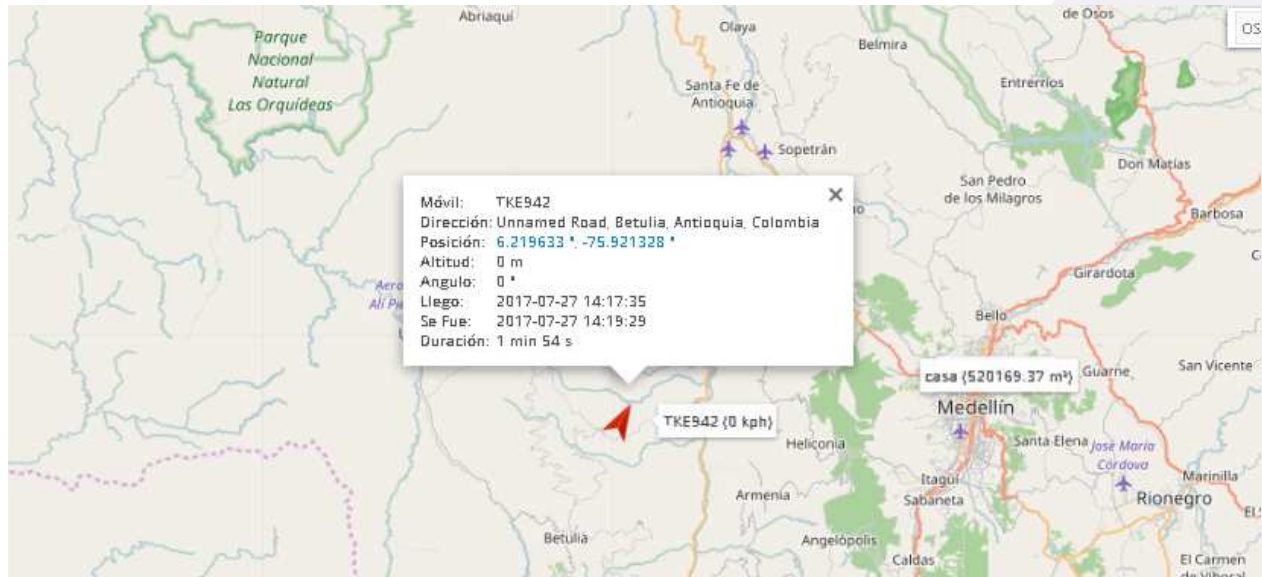 Abriaquí
Olaya
de Osos
OS
Parque
Nacional
Natural
Las Orquídeas
Belmira
Santa Fe de
Antioquia
Entrerrios
Sopetrán
Don Matías
San Pedro
de los Milagros
Barbosa
Móvil: TKE942
Dirección: Unnamed Road, Betulia, Antioquia, Colombia
Posición: 6.219633 °, -75.921328 °
Altitud: 0 m
Angulo: 0 °
Llego: 2017-07-27 14:17:35
Se Fue: 2017-07-27 14:19:29
Duración: 1 min 54 s
Girardota
Bello
casa (520169.37 m²)
Guarne
San Vicente
Medellín
TKE942 (0 kph)
Heliconia
Santa Elena
José María
Córdova
Itagüí
Sabaneta
Marinilla
Rionegro
Armenia
Betulia
Angelópolis
Caldas
El Carmen
de Viboral